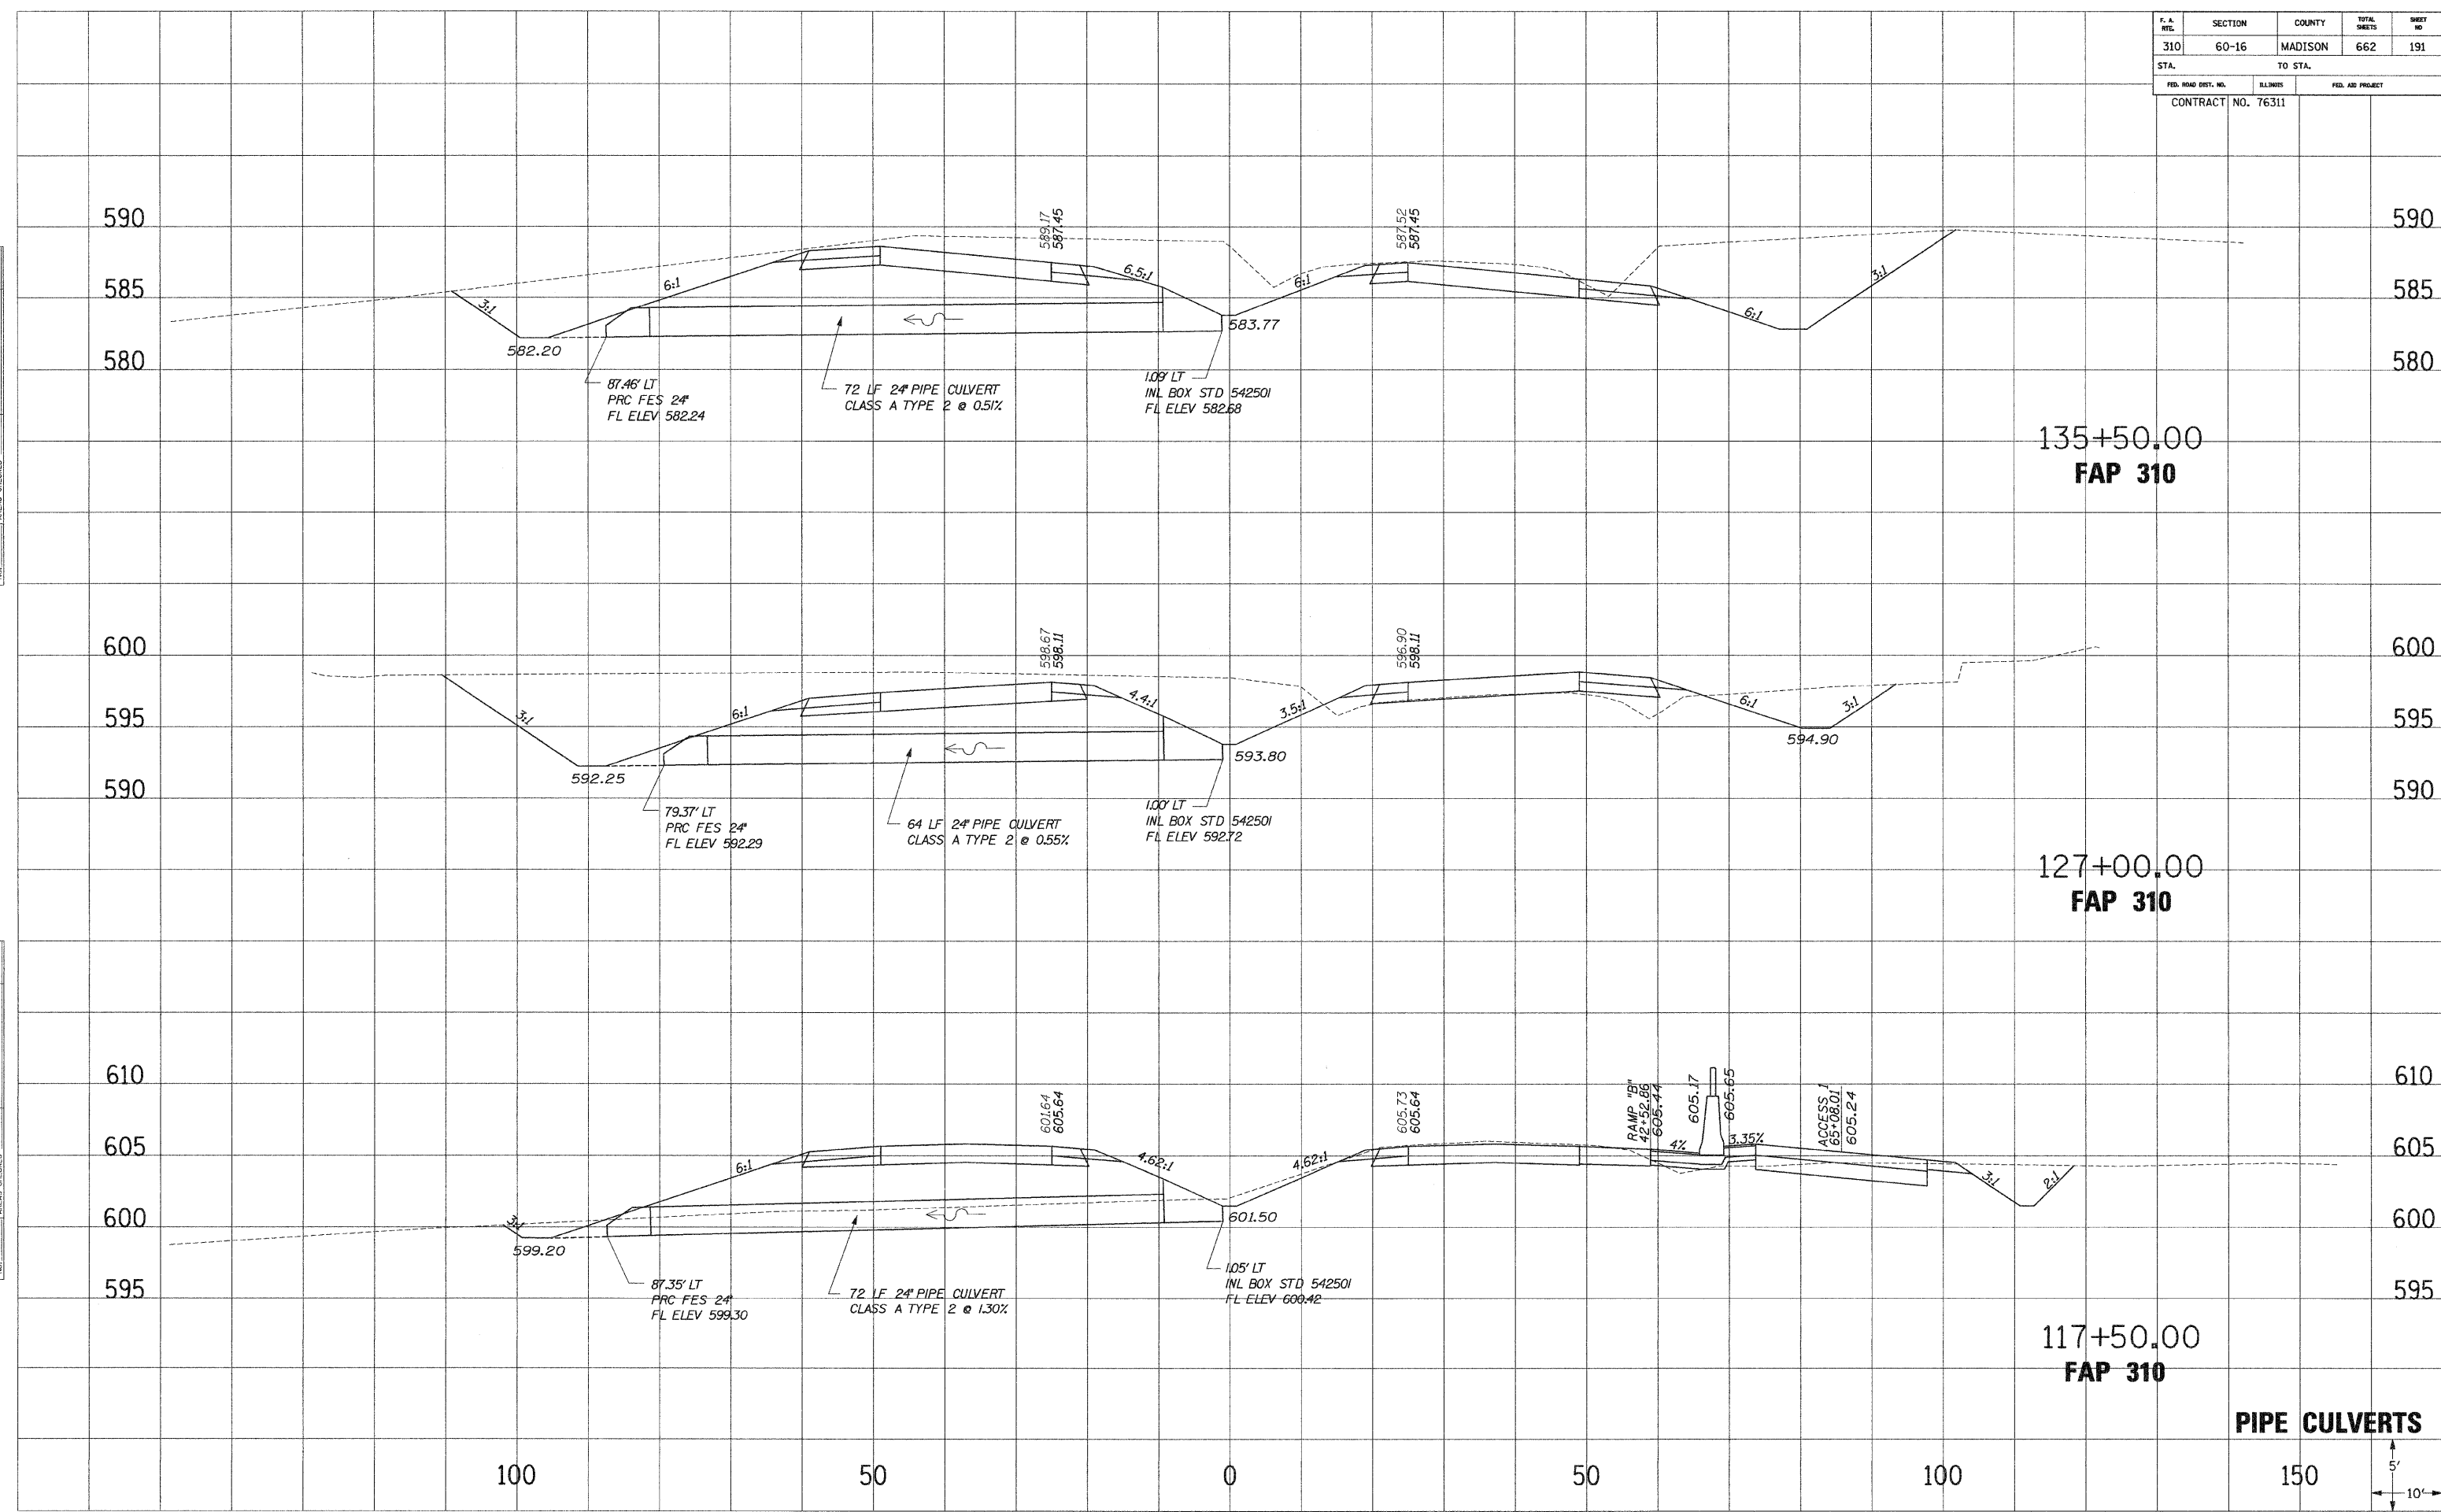 F. A. RTE. SECTION COUNTY TOTAL SHEETS SHEET NO
310 60-16 MADISON 662 191
STA. TO STA.
FED. ROAD DIST. NO. ILLINOIS FED. AID PROJECT
CONTRACT NO. 76311
590 589.17 587.45 587.52 587.45 590
6:1 6.5:1 6:1 3:1
585 3:1 583.77 6:1 585
582.20
580 580
87.46' LT
PRC FES 24"
FL ELEV 582.24
72 LF 24" PIPE CULVERT
CLASS A TYPE 2 @ 0.51%
1.09' LT
INL BOX STD 542501
FL ELEV 582.68
135+50.00
FAP 310
600 598.67 598.11 596.90 598.11 600
3:1 6:1 4.4:1 3.5:1 6:1 3:1
595 595
592.25 593.80 594.90
590 590
79.37' LT
PRC FES 24"
FL ELEV 592.29
64 LF 24" PIPE CULVERT
CLASS A TYPE 2 @ 0.55%
1.00' LT
INL BOX STD 542501
FL ELEV 592.72
127+00.00
FAP 310
610 610
601.64 605.64 605.73 605.64
RAMP "B"
42+52.86
605.44
605.17
605.65
ACCESS 1
65+08.01
605.24
4% 3.35%
605 605
6:1 4.62:1 4.62:1 3:1 2:1
600 3:1 601.50 600
599.20
595 595
87.35' LT
PRC FES 24"
FL ELEV 599.30
72 LF 24" PIPE CULVERT
CLASS A TYPE 2 @ 1.30%
1.05' LT
INL BOX STD 542501
FL ELEV 600.42
117+50.00
FAP 310
PIPE CULVERTS
100 50 0 50 100 150
5'
10'